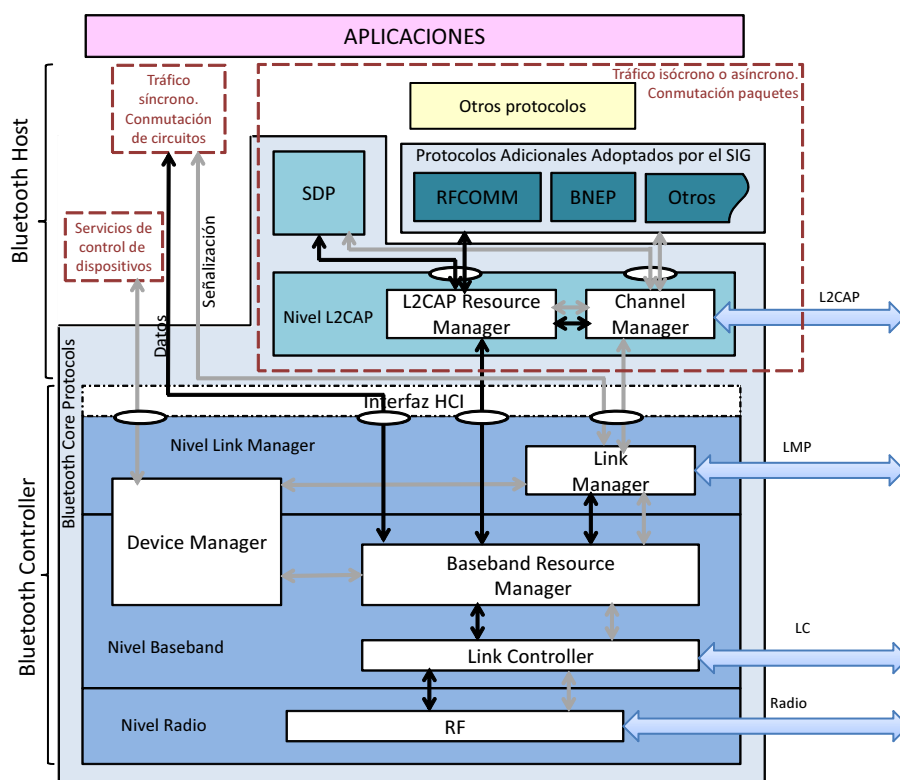 APLICACIONES
Tráfico
síncrono.
Conmutación
de circuitos
Tráfico isócrono o asíncrono.
Conmutación paquetes
Otros protocolos
Bluetooth Host
Protocolos Adicionales Adoptados por el SIG
SDP
RFCOMM
BNEP
Otros
Servicios de
control de
dispositivos
Señalización
Datos
Nivel L2CAP
L2CAP Resource
Manager
Channel
Manager
L2CAP
Interfaz HCI
Bluetooth Core Protocols
Bluetooth Controller
Nivel Link Manager
Link
Manager
LMP
Device Manager
Baseband Resource
Manager
Nivel Baseband
Link Controller
LC
Nivel Radio
RF
Radio